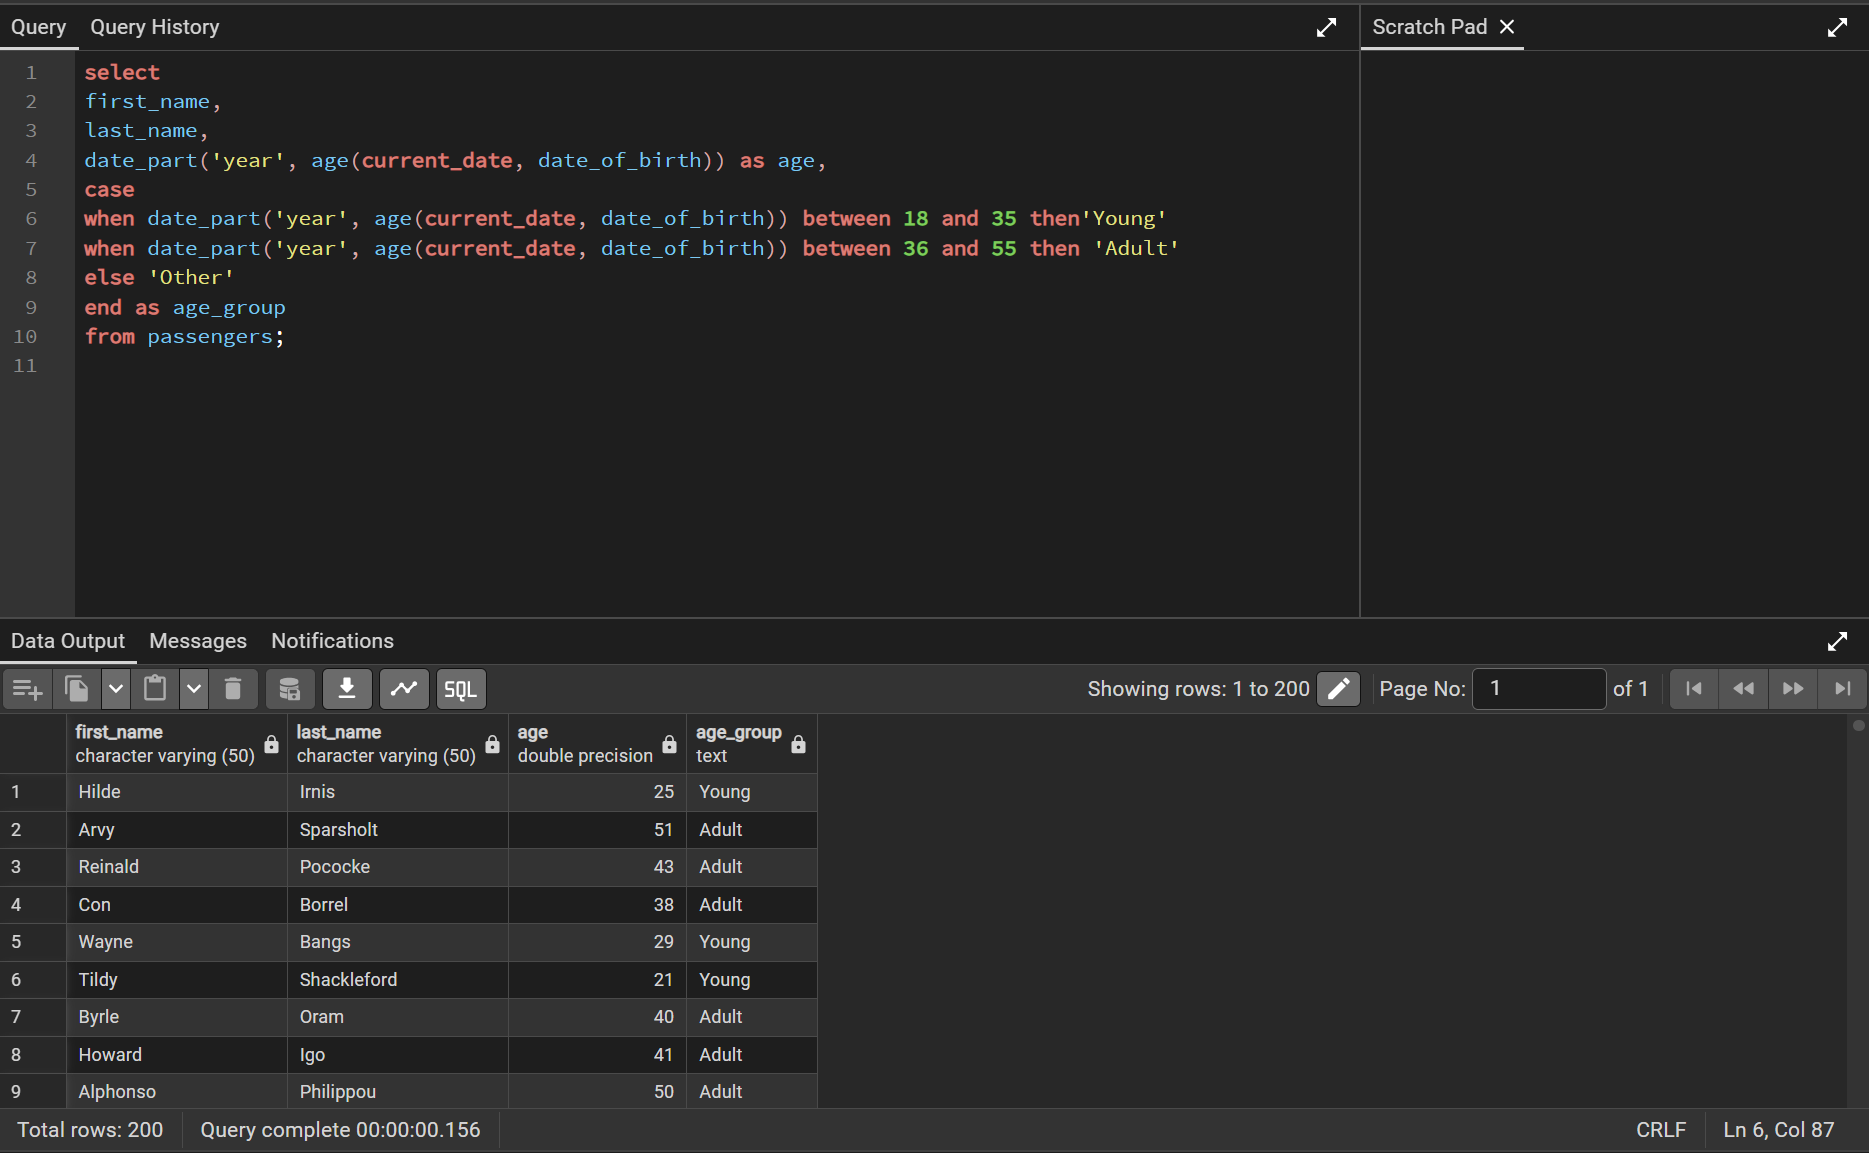 Query Query History Scratch Pad
1 select
2 first_name,
3 last_name,
4 date_part('year', age(current_date, date_of_birth)) as age,
5 case
6 when date_part('year', age(current_date, date_of_birth)) between 18 and 35 then'Young'
7 when date_part('year', age(current_date, date_of_birth)) between 36 and 55 then 'Adult'
8 else 'Other'
9 end as age_group
10 from passengers;
11
Data Output Messages Notifications
SQL Showing rows: 1 to 200 Page No: 1 of 1
first_name last_name age age_group
character varying (50) character varying (50) double precision text
1 Hilde Irnis 25 Young
2 Arvy Sparsholt 51 Adult
3 Reinald Pococke 43 Adult
4 Con Borrel 38 Adult
5 Wayne Bangs 29 Young
6 Tildy Shackleford 21 Young
7 Byrle Oram 40 Adult
8 Howard Igo 41 Adult
9 Alphonso Philippou 50 Adult
Total rows: 200 Query complete 00:00:00.156 CRLF Ln 6, Col 87